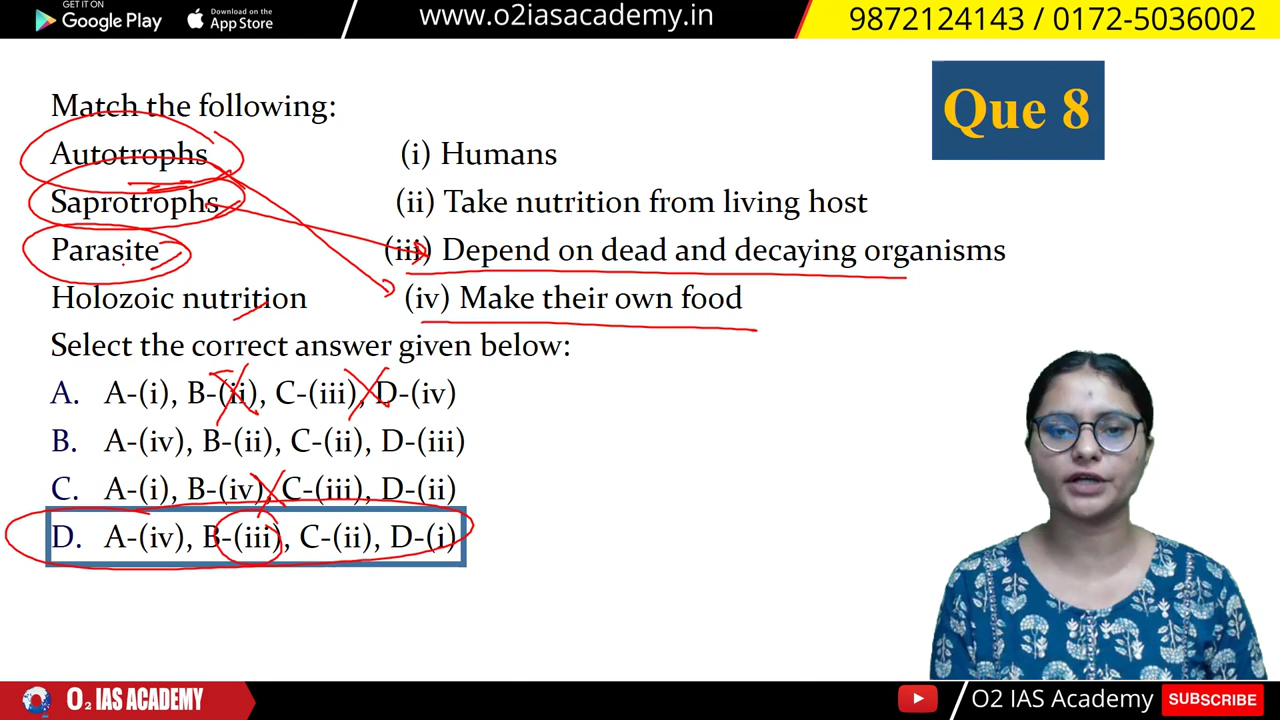 GET IT ON
Google Play
Download on the
App Store
www.o2iasacademy.in
9872124143 / 0172-5036002
Que 8
Match the following:
Autotrophs (i) Humans
Saprotrophs (ii) Take nutrition from living host
Parasite (iii) Depend on dead and decaying organisms
Holozoic nutrition (iv) Make their own food
Select the correct answer given below:
A. A-(i), B-(ii), C-(iii), D-(iv)
B. A-(iv), B-(ii), C-(ii), D-(iii)
C. A-(i), B-(iv), C-(iii), D-(ii)
D. A-(iv), B-(iii), C-(ii), D-(i)
O2 IAS ACADEMY
O2 IAS Academy
SUBSCRIBE